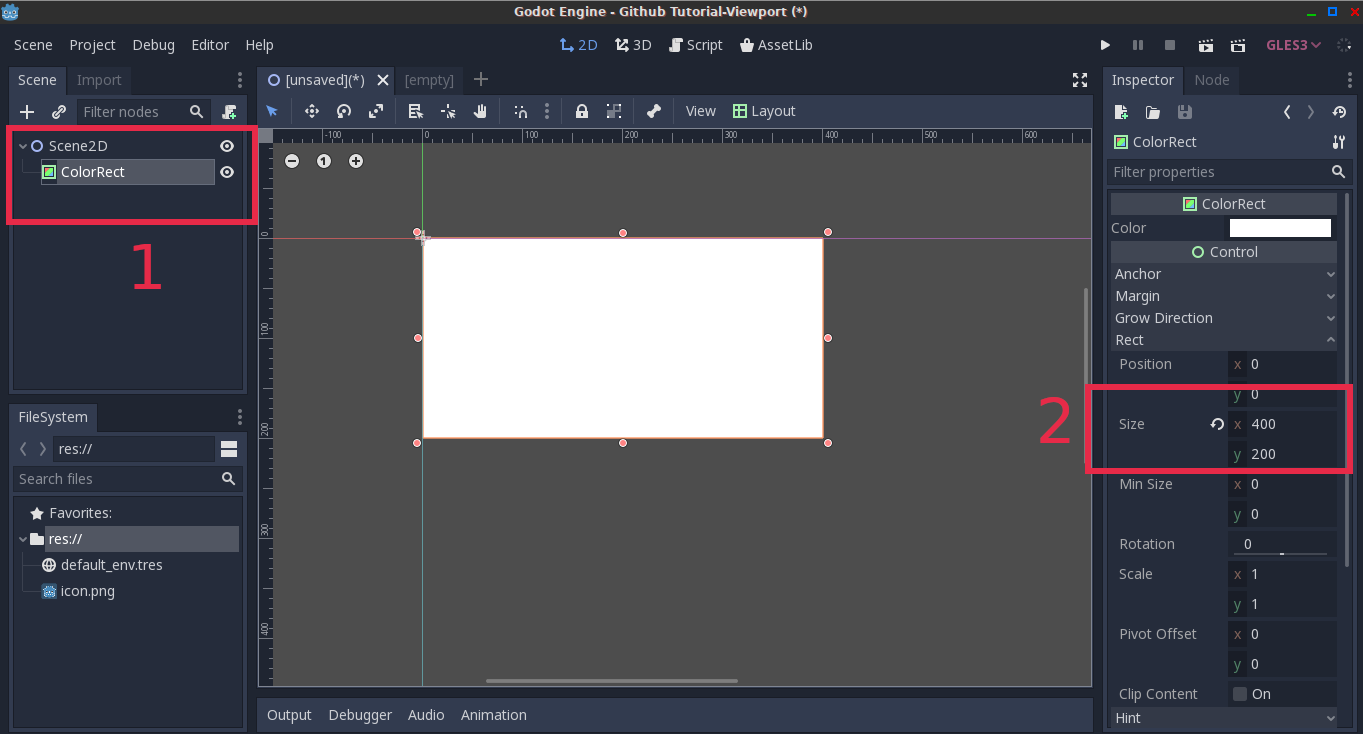 Godot Engine - Github Tutorial-Viewport (*)
Scene Project Debug Editor Help
2D 3D Script AssetLib
GLES3
Scene Import
Filter nodes
Scene2D
ColorRect
1
FileSystem
res://
Search files
Favorites:
res://
default_env.tres
icon.png
[unsaved](*) [empty]
View Layout
-100 0 100 200 300 400 500 600
1
0
100
200
300
400
Output Debugger Audio Animation
Inspector Node
ColorRect
Filter properties
ColorRect
Color
Control
Anchor
Margin
Grow Direction
Rect
Position x 0
y 0
2
Size x 400
y 200
Min Size x 0
y 0
Rotation 0
Scale x 1
y 1
Pivot Offset x 0
y 0
Clip Content On
Hint